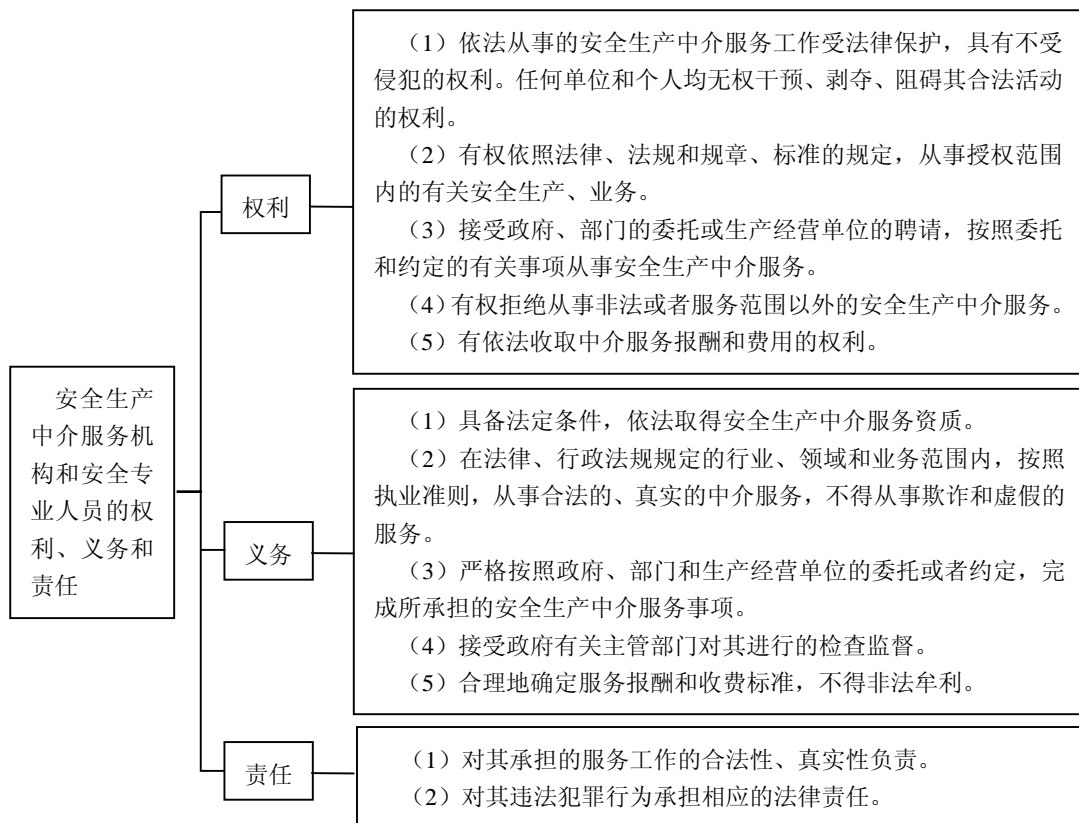 安全生产
中介服务机
构和安全专
业人员的权
利、义务和
责任
权利
（1）依法从事的安全生产中介服务工作受法律保护，具有不受
侵犯的权利。任何单位和个人均无权干预、剥夺、阻碍其合法活动
的权利。
（2）有权依照法律、法规和规章、标准的规定，从事授权范围
内的有关安全生产、业务。
（3）接受政府、部门的委托或生产经营单位的聘请，按照委托
和约定的有关事项从事安全生产中介服务。
（4）有权拒绝从事非法或者服务范围以外的安全生产中介服务。
（5）有依法收取中介服务报酬和费用的权利。
义务
（1）具备法定条件，依法取得安全生产中介服务资质。
（2）在法律、行政法规规定的行业、领域和业务范围内，按照
执业准则，从事合法的、真实的中介服务，不得从事欺诈和虚假的
服务。
（3）严格按照政府、部门和生产经营单位的委托或者约定，完
成所承担的安全生产中介服务事项。
（4）接受政府有关主管部门对其进行的检查监督。
（5）合理地确定服务报酬和收费标准，不得非法牟利。
责任
（1）对其承担的服务工作的合法性、真实性负责。
（2）对其违法犯罪行为承担相应的法律责任。